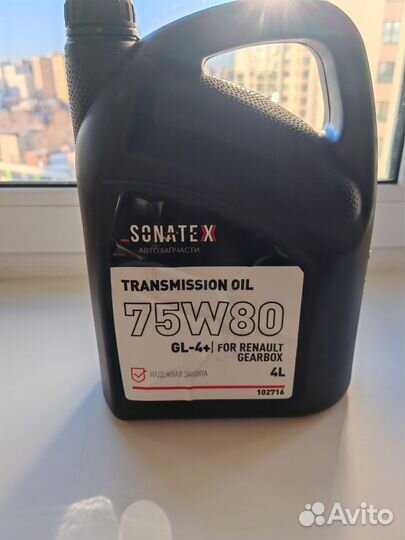 SONATEX
АВТОЗАПЧАСТИ
TRANSMISSION OIL
75W80
GL-4+| FOR RENAULT
GEARBOX
НАДЕЖНАЯ ЗАЩИТА
4L
102716
Avito